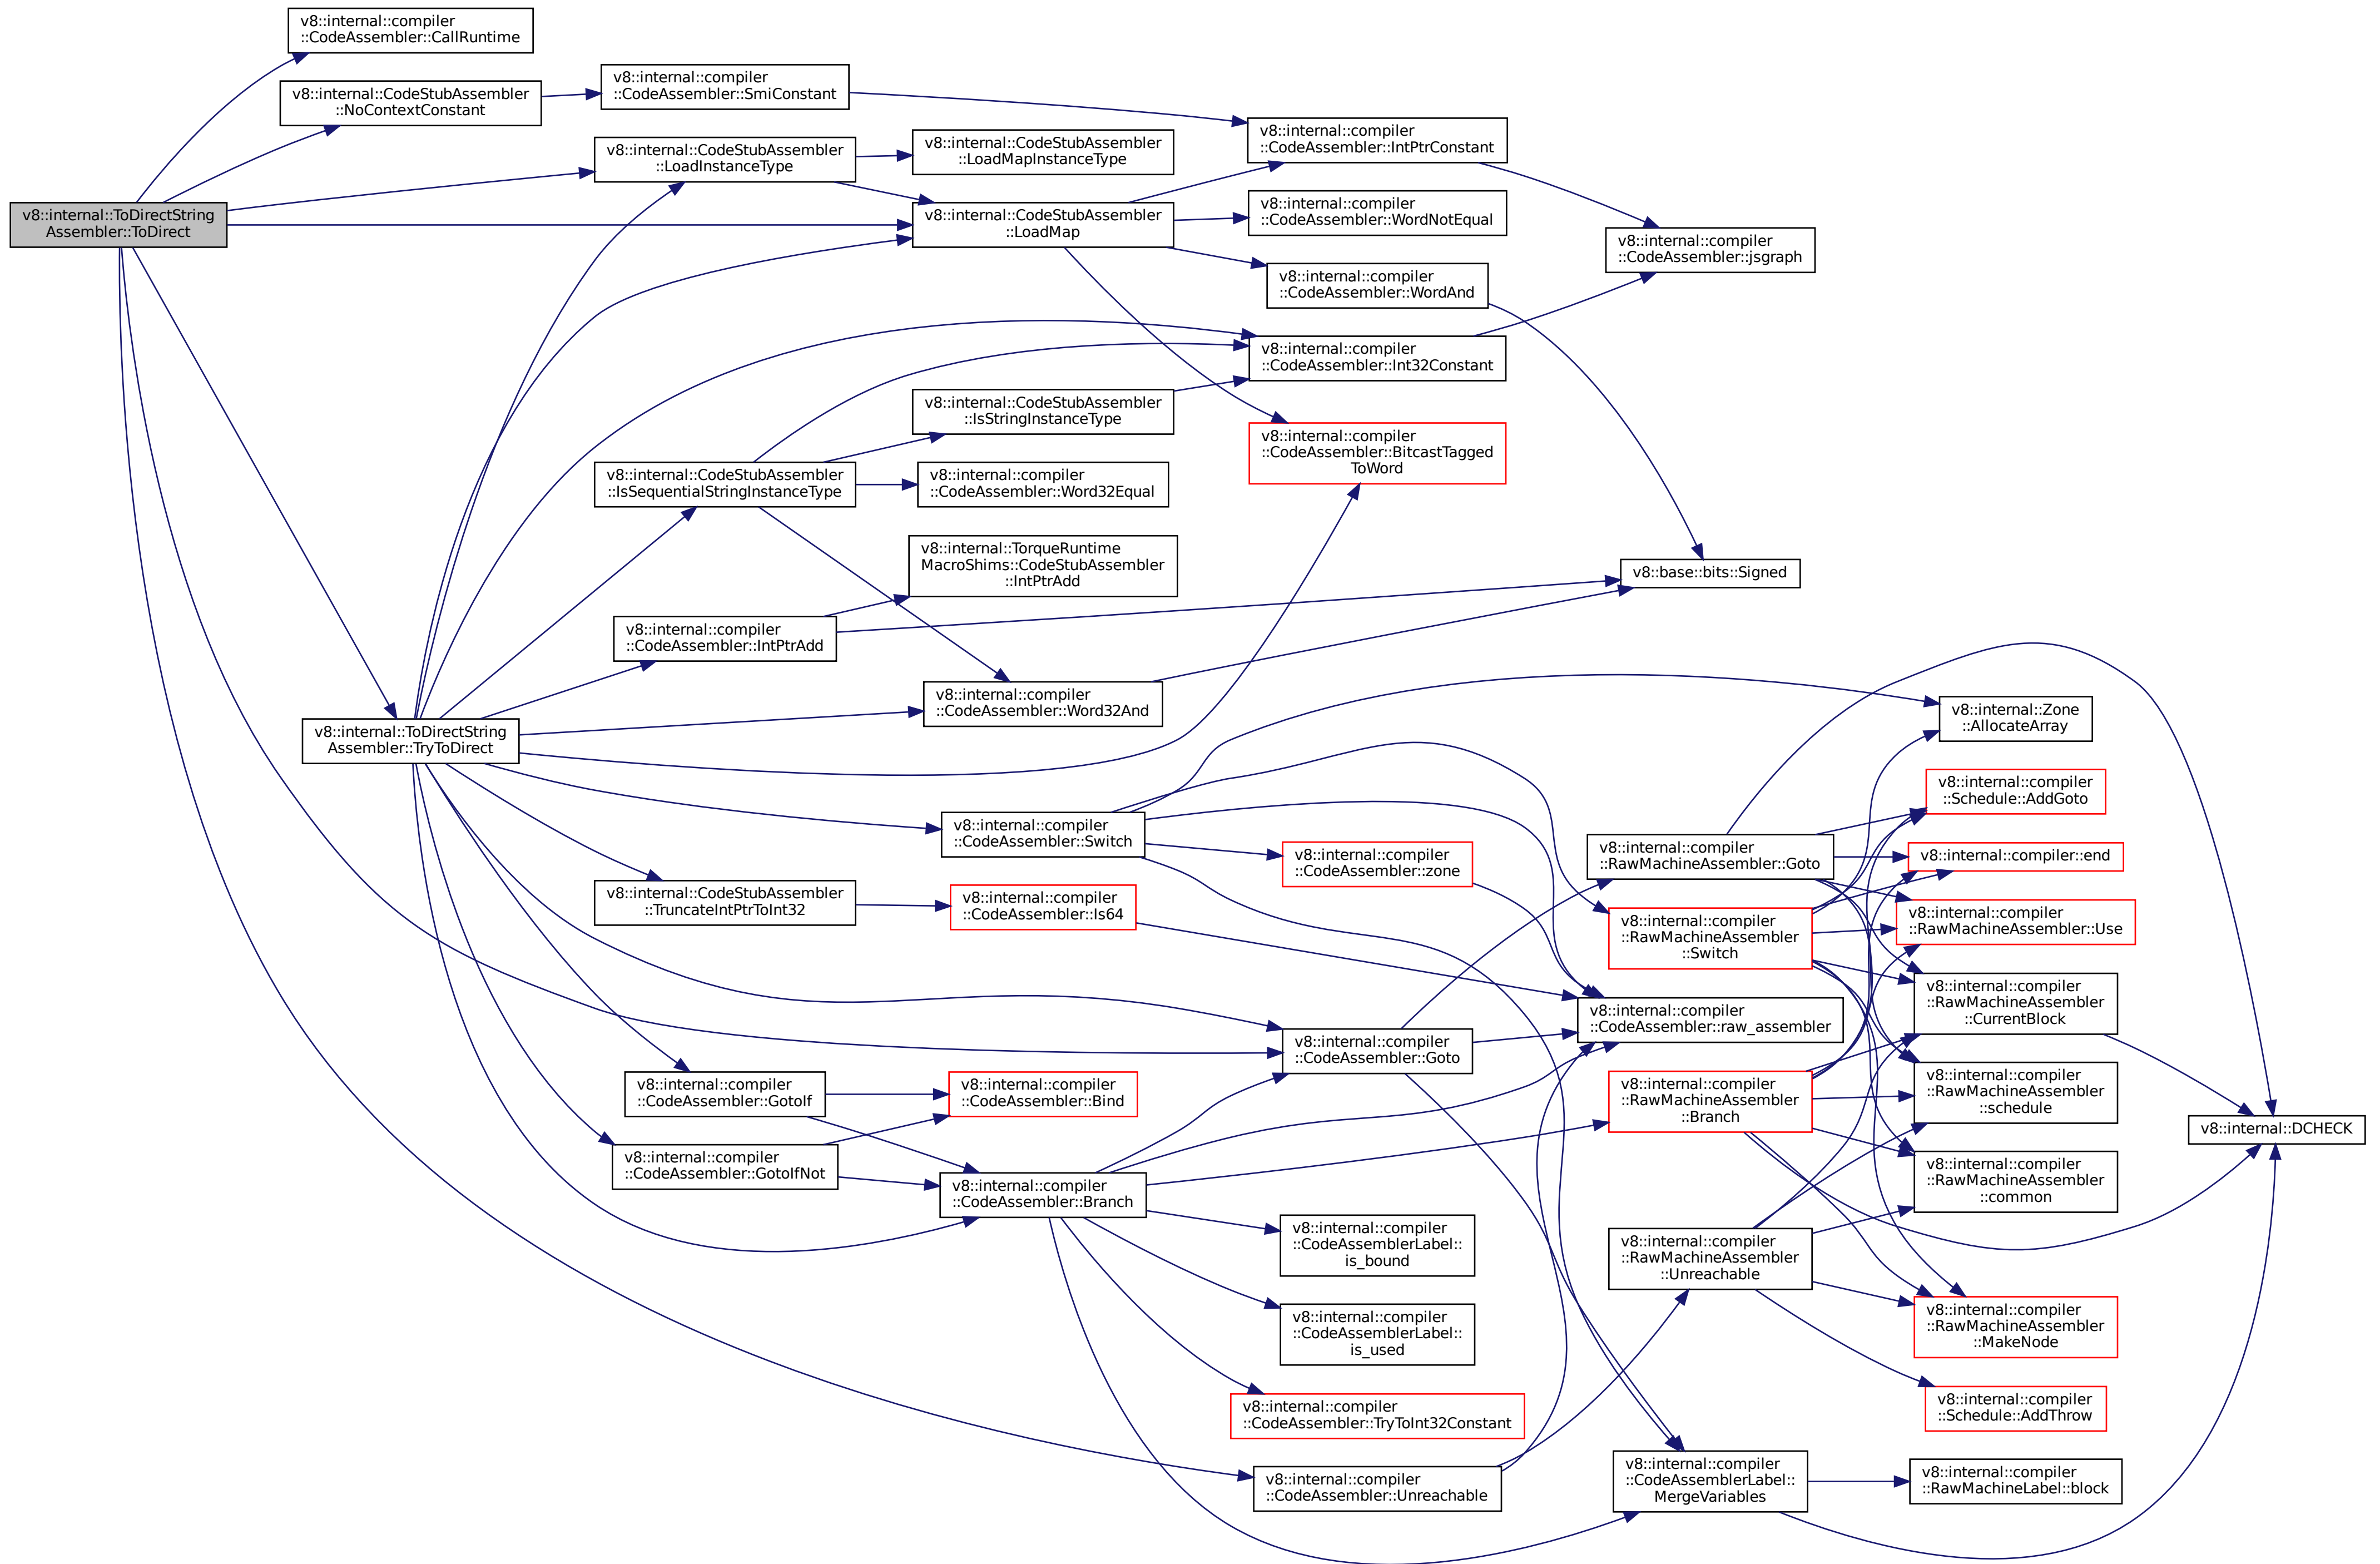 v8::internal::compiler
::CodeAssembler::CallRuntime
v8::internal::CodeStubAssembler
::NoContextConstant
v8::internal::compiler
::CodeAssembler::SmiConstant
v8::internal::compiler
::CodeAssembler::IntPtrConstant
v8::internal::CodeStubAssembler
::LoadInstanceType
v8::internal::CodeStubAssembler
::LoadMapInstanceType
v8::internal::ToDirectString
Assembler::ToDirect
v8::internal::CodeStubAssembler
::LoadMap
v8::internal::compiler
::CodeAssembler::WordNotEqual
v8::internal::compiler
::CodeAssembler::jsgraph
v8::internal::compiler
::CodeAssembler::WordAnd
v8::internal::compiler
::CodeAssembler::Int32Constant
v8::internal::CodeStubAssembler
::IsStringInstanceType
v8::internal::compiler
::CodeAssembler::BitcastTagged
ToWord
v8::internal::CodeStubAssembler
::IsSequentialStringInstanceType
v8::internal::compiler
::CodeAssembler::Word32Equal
v8::internal::TorqueRuntime
MacroShims::CodeStubAssembler
::IntPtrAdd
v8::base::bits::Signed
v8::internal::compiler
::CodeAssembler::IntPtrAdd
v8::internal::compiler
::CodeAssembler::Word32And
v8::internal::ToDirectString
Assembler::TryToDirect
v8::internal::Zone
::AllocateArray
v8::internal::compiler
::Schedule::AddGoto
v8::internal::compiler
::CodeAssembler::Switch
v8::internal::compiler
::CodeAssembler::zone
v8::internal::compiler
::RawMachineAssembler::Goto
v8::internal::compiler::end
v8::internal::CodeStubAssembler
::TruncateIntPtrToInt32
v8::internal::compiler
::CodeAssembler::Is64
v8::internal::compiler
::RawMachineAssembler
::Switch
v8::internal::compiler
::RawMachineAssembler::Use
v8::internal::compiler
::RawMachineAssembler
::CurrentBlock
v8::internal::compiler
::CodeAssembler::raw_assembler
v8::internal::compiler
::CodeAssembler::Goto
v8::internal::compiler
::RawMachineAssembler
::schedule
v8::internal::compiler
::CodeAssembler::GotoIf
v8::internal::compiler
::CodeAssembler::Bind
v8::internal::compiler
::RawMachineAssembler
::Branch
v8::internal::DCHECK
v8::internal::compiler
::CodeAssembler::GotoIfNot
v8::internal::compiler
::CodeAssembler::Branch
v8::internal::compiler
::RawMachineAssembler
::common
v8::internal::compiler
::CodeAssemblerLabel::
is_bound
v8::internal::compiler
::RawMachineAssembler
::Unreachable
v8::internal::compiler
::CodeAssemblerLabel::
is_used
v8::internal::compiler
::RawMachineAssembler
::MakeNode
v8::internal::compiler
::CodeAssembler::TryToInt32Constant
v8::internal::compiler
::Schedule::AddThrow
v8::internal::compiler
::CodeAssembler::Unreachable
v8::internal::compiler
::CodeAssemblerLabel::
MergeVariables
v8::internal::compiler
::RawMachineLabel::block